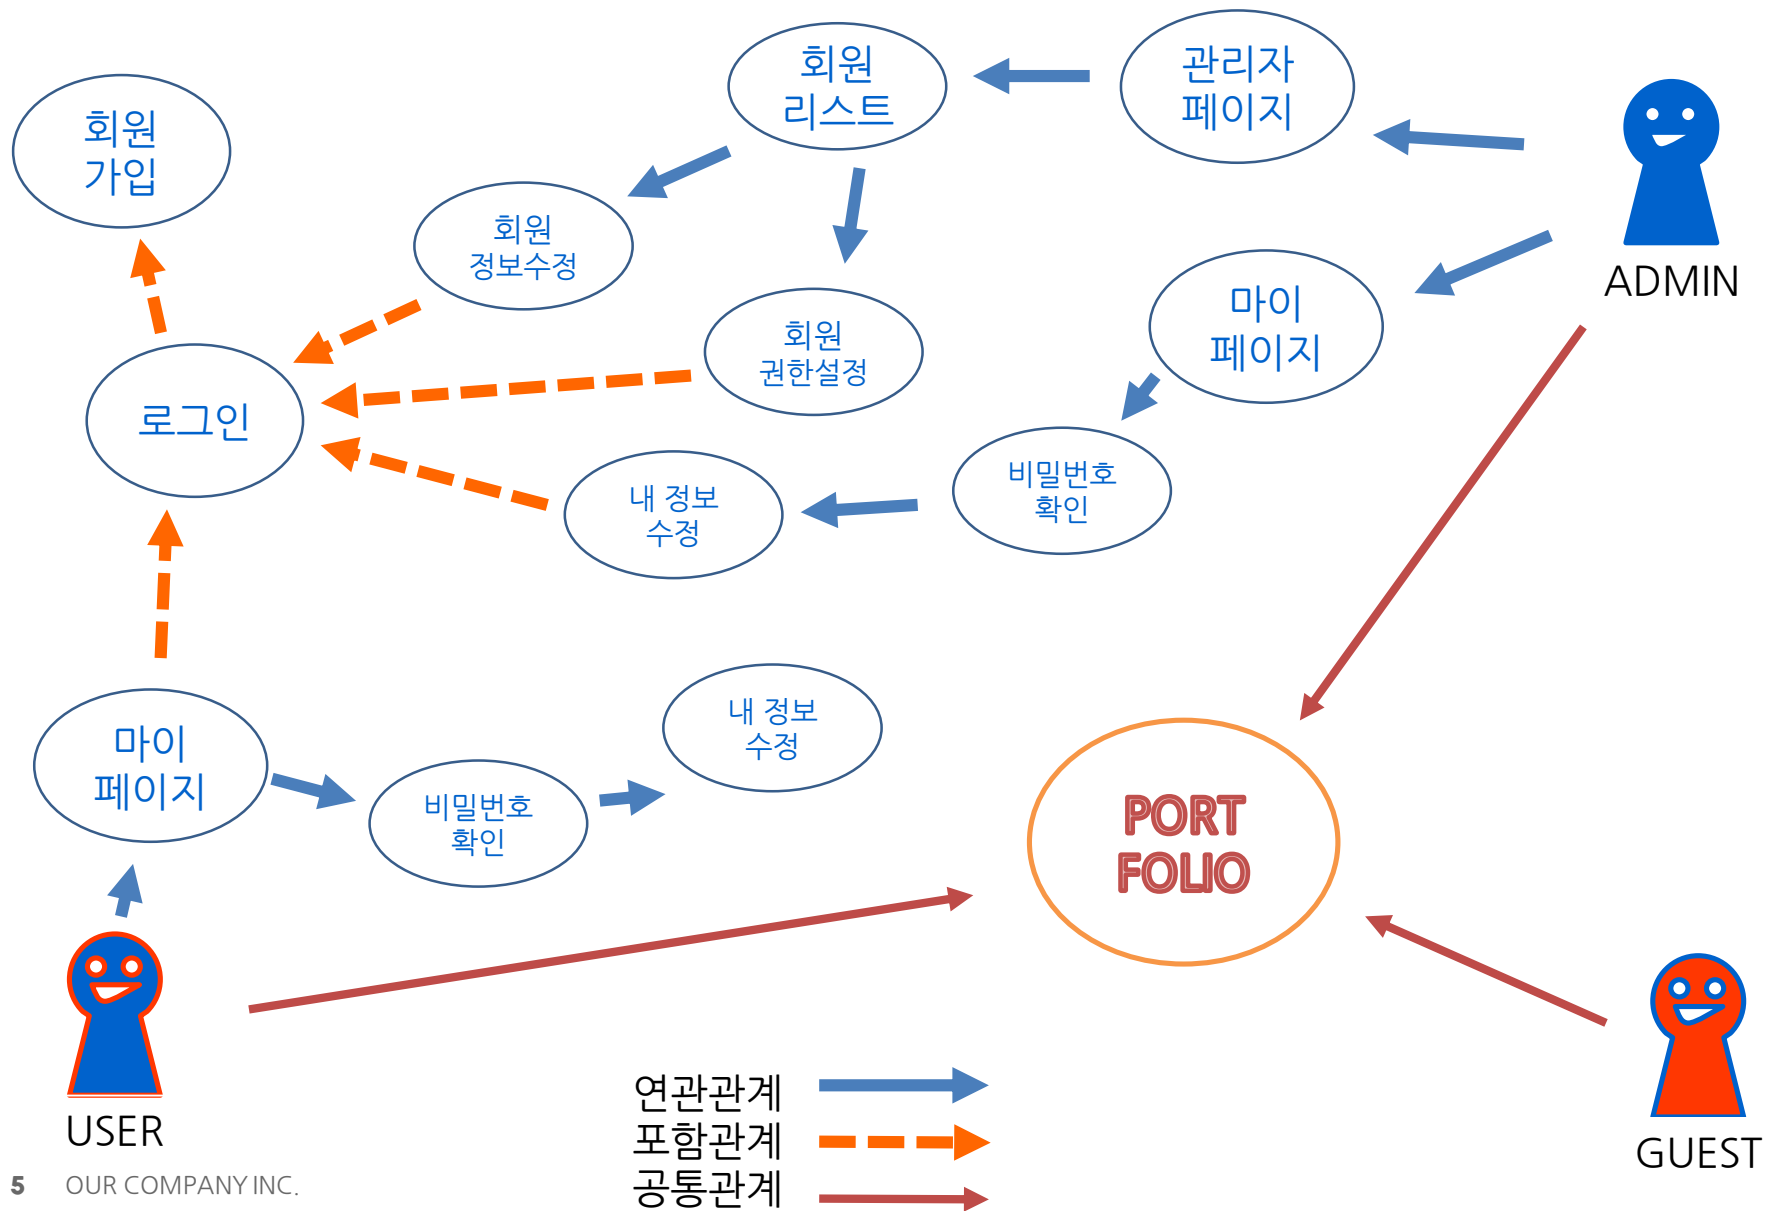 회원
리스트
관리자
페이지
회원
가입
회원
정보수정
ADMIN
마이
페이지
회원
권한설정
로그인
비밀번호
확인
내 정보
수정
내 정보
수정
마이
페이지
비밀번호
확인
PORT
FOLIO
연관관계
포함관계
공통관계
USER
GUEST
5 OUR COMPANY INC.